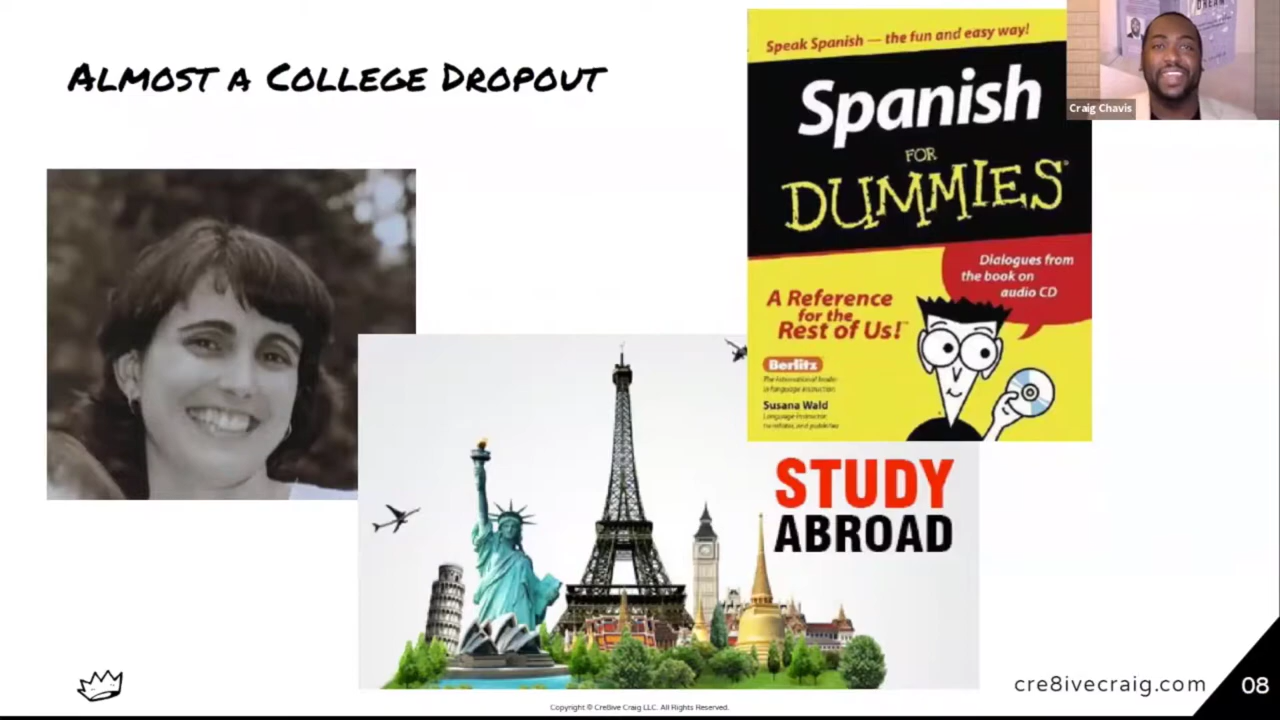 ALMOST A COLLEGE DROPOUT
Speak Spanish — the fun and easy way!
Spanish
FOR
DUMMIES®
Dialogues from
the book on
audio CD
A Reference
for the
Rest of Us!™
Berlitz
Susana Wald
STUDY
ABROAD
DREAM
Craig Chavis
cre8ivecraig.com
08
Copyright © Cre8ive Craig LLC. All Rights Reserved.